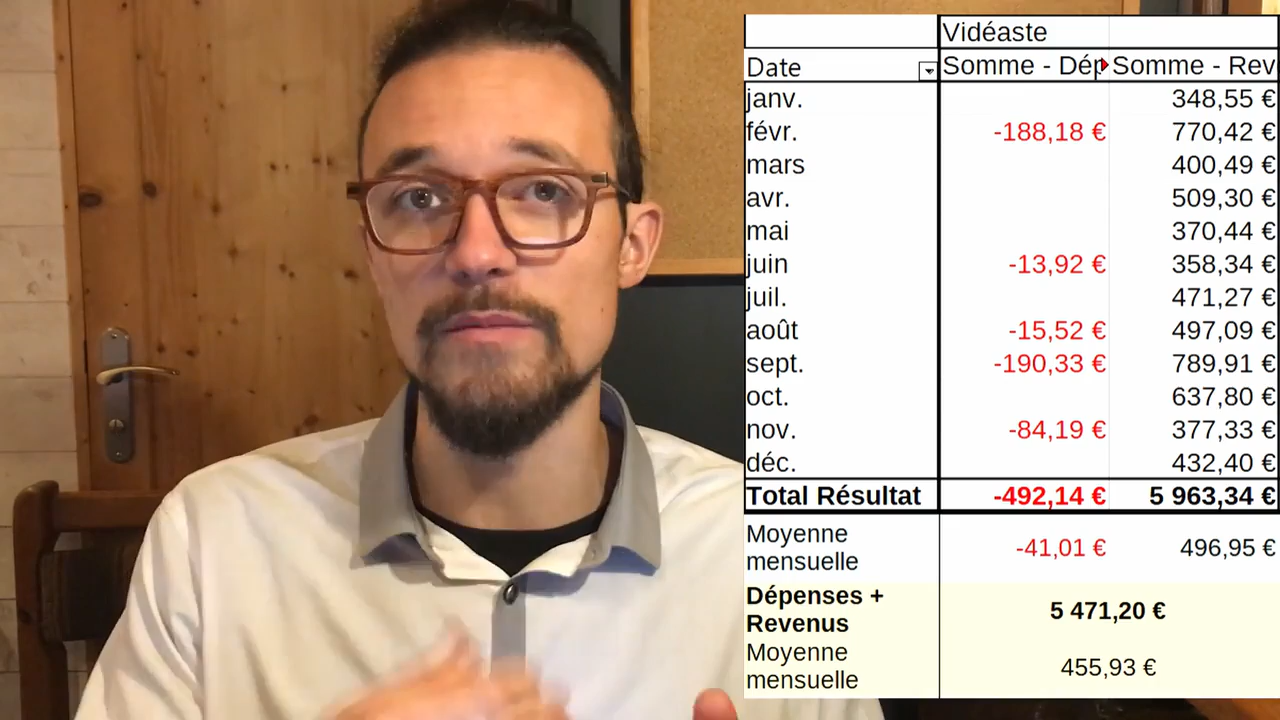 Vidéaste
Date Somme - Dép Somme - Rev
janv. 348,55 €
févr. -188,18 € 770,42 €
mars 400,49 €
avr. 509,30 €
mai 370,44 €
juin -13,92 € 358,34 €
juil. 471,27 €
août -15,52 € 497,09 €
sept. -190,33 € 789,91 €
oct. 637,80 €
nov. -84,19 € 377,33 €
déc. 432,40 €
Total Résultat -492,14 € 5 963,34 €
Moyenne
mensuelle -41,01 € 496,95 €
Dépenses +
Revenus 5 471,20 €
Moyenne
mensuelle 455,93 €